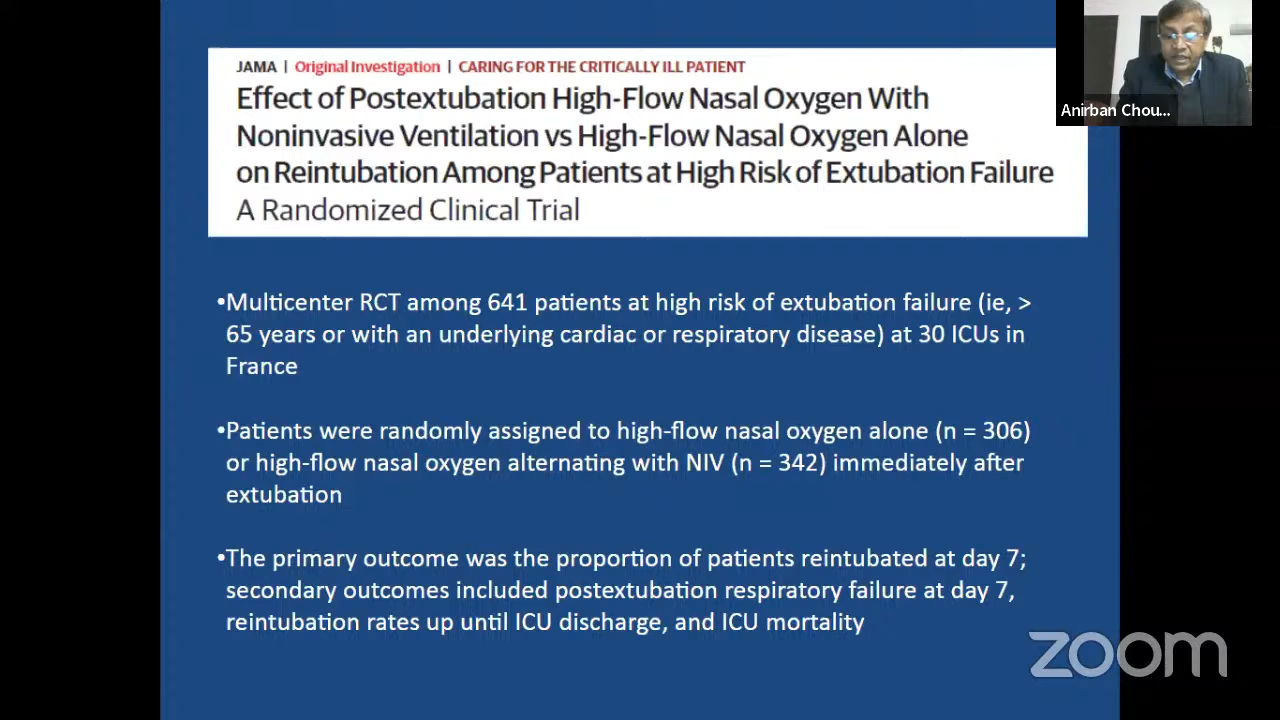 JAMA | Original Investigation | CARING FOR THE CRITICALLY ILL PATIENT
Effect of Postextubation High-Flow Nasal Oxygen With
Noninvasive Ventilation vs High-Flow Nasal Oxygen Alone
on Reintubation Among Patients at High Risk of Extubation Failure
A Randomized Clinical Trial
Anirban Chou...
•Multicenter RCT among 641 patients at high risk of extubation failure (ie, >
65 years or with an underlying cardiac or respiratory disease) at 30 ICUs in
France
•Patients were randomly assigned to high-flow nasal oxygen alone (n = 306)
or high-flow nasal oxygen alternating with NIV (n = 342) immediately after
extubation
•The primary outcome was the proportion of patients reintubated at day 7;
secondary outcomes included postextubation respiratory failure at day 7,
reintubation rates up until ICU discharge, and ICU mortality
zoom